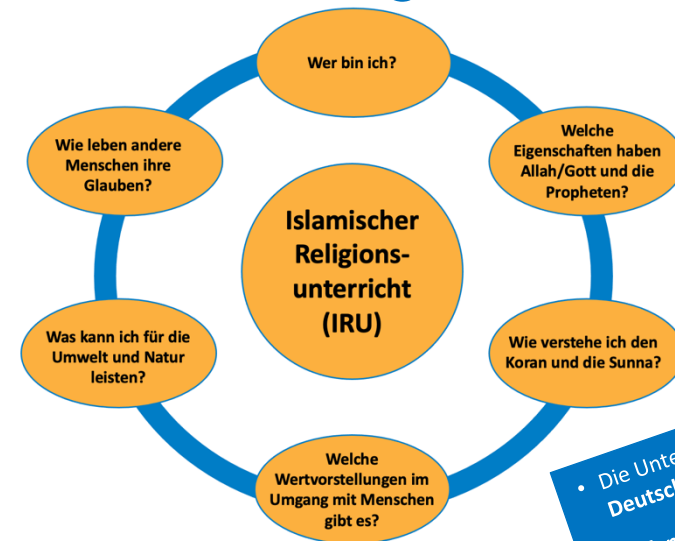 Wer bin ich?
Welche
Eigenschaften haben
Allah/Gott und die
Propheten?
Wie verstehe ich den
Koran und die Sunna?
Welche
Wertvorstellungen im
Umgang mit Menschen
gibt es?
Was kann ich für die
Umwelt und Natur
leisten?
Wie leben andere
Menschen ihre
Glauben?
Islamischer
Religions-
unterricht
(IRU)
• Die